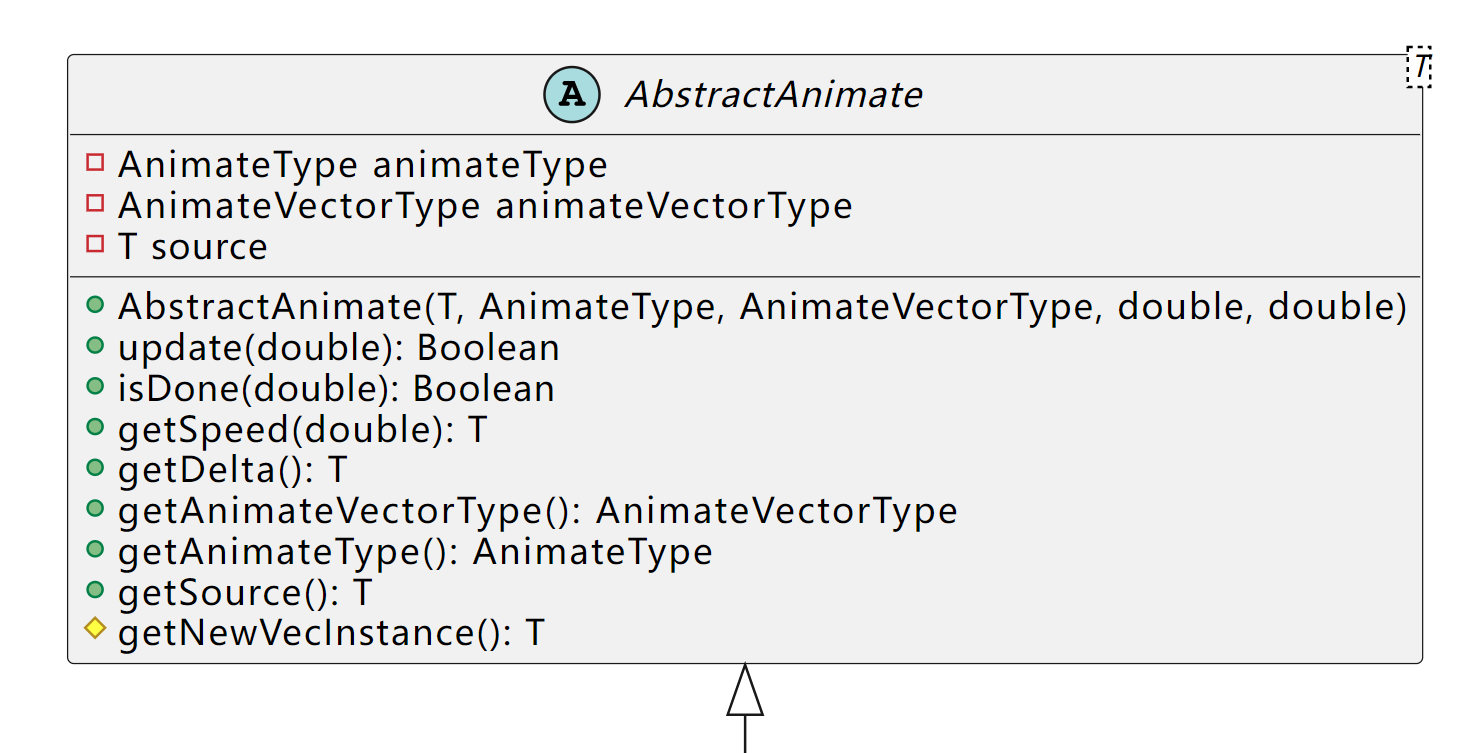 T
A AbstractAnimate
AnimateType animateType
AnimateVectorType animateVectorType
T source
AbstractAnimate(T, AnimateType, AnimateVectorType, double, double)
update(double): Boolean
isDone(double): Boolean
getSpeed(double): T
getDelta(): T
getAnimateVectorType(): AnimateVectorType
getAnimateType(): AnimateType
getSource(): T
getNewVecInstance(): T